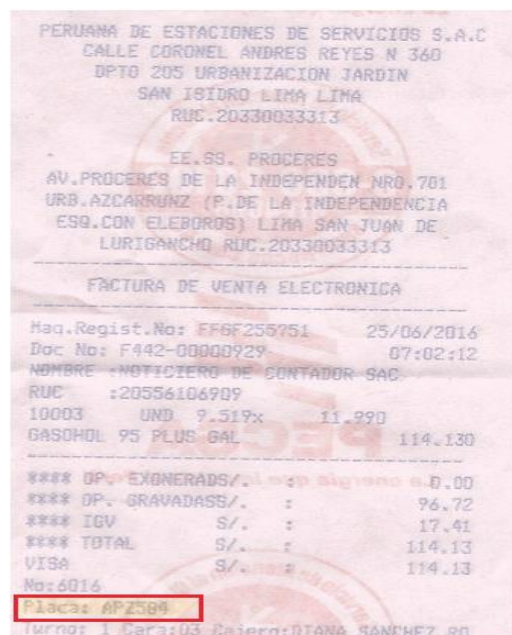 PERUANA DE ESTACIONES DE SERVICIOS S.A.C
CALLE CORONEL ANDRES REYES N 360
DPTO 205 URBANIZACION JARDIN
SAN ISIDRO LIMA LIMA
RUC.20330033313
EE.SS. PROCERES
AV.PROCERES DE LA INDEPENDEN NRO.701
URB.AZCARRUNZ (P.DE LA INDEPENDENCIA
ESQ.CON ELEBOROS) LIMA SAN JUAN DE
LURIGANCHO RUC.20330033313
FACTURA DE VENTA ELECTRONICA
Maq.Regist.No: FFGF255751 25/06/2016
Doc No: F442-00000929 07:02:12
NOMBRE :NOTICIERO DE CONTADOR SAC
RUC :20556106909
10003 UND 9.519x 11.990
GASOHOL 95 PLUS GAL 114.130
**** OP. EXONERADS/. : 0.00
**** OP. GRAVADASS/. : 96.72
**** IGV S/. : 17.41
**** TOTAL S/. : 114.13
VISA S/. : 114.13
No:6016
Placa: APZ584
Turno: 1 Cara:03 Cajero:DIANA SANCHEZ RO